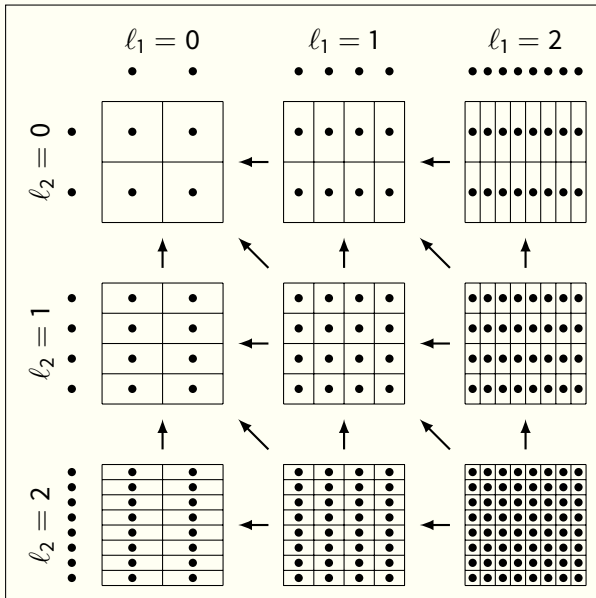 ℓ₁ = 0
ℓ₁ = 1
ℓ₁ = 2
ℓ₂ = 0
ℓ₂ = 1
ℓ₂ = 2